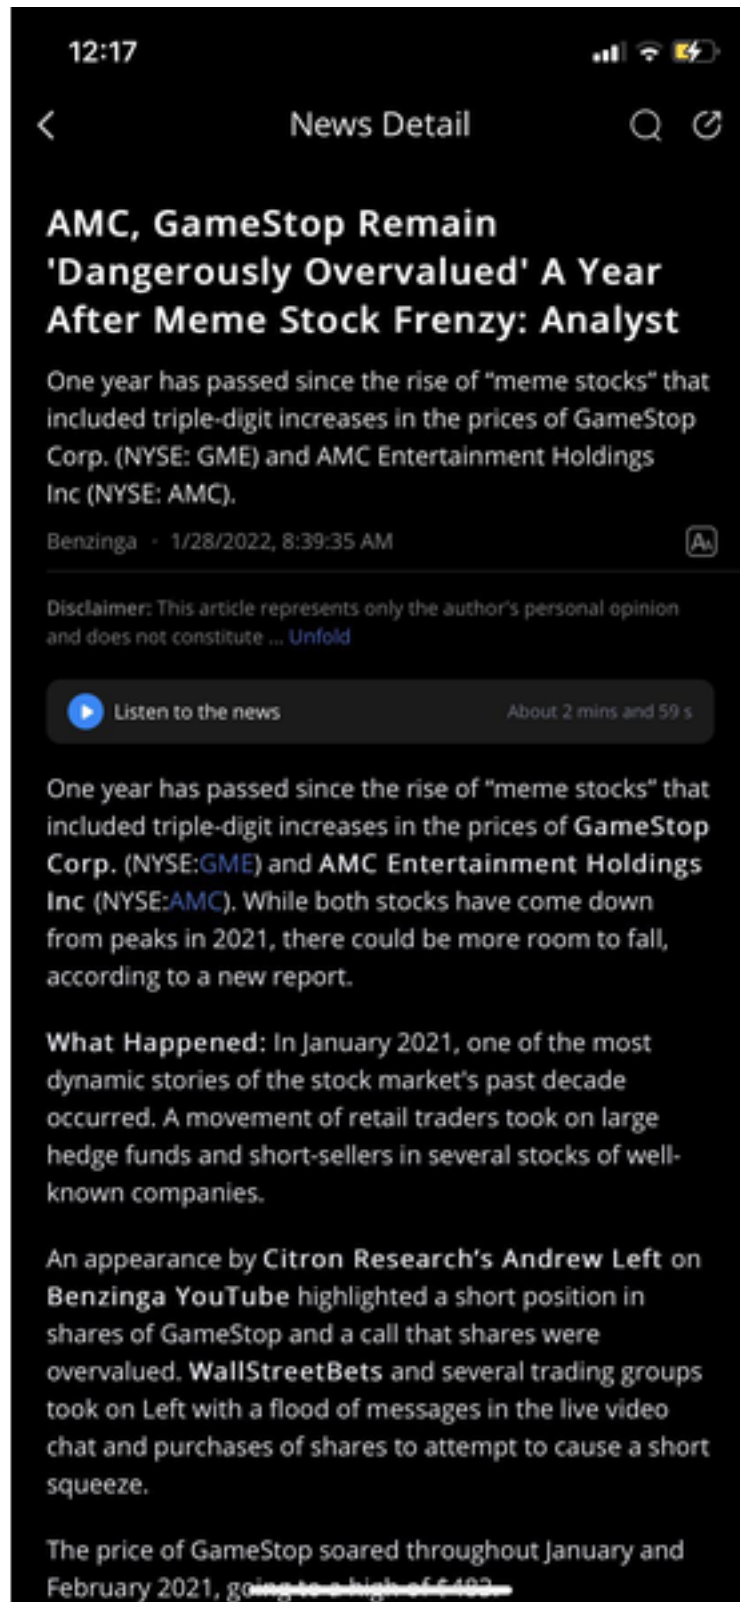 12:17
News Detail
AMC, GameStop Remain
'Dangerously Overvalued' A Year
After Meme Stock Frenzy: Analyst
One year has passed since the rise of “meme stocks” that
included triple-digit increases in the prices of GameStop
Corp. (NYSE: GME) and AMC Entertainment Holdings
Inc (NYSE: AMC).
Benzinga · 1/28/2022, 8:39:35 AM
Disclaimer: This article represents only the author's personal opinion
and does not constitute ... Unfold
Listen to the news About 2 mins and 59 s
One year has passed since the rise of “meme stocks” that
included triple-digit increases in the prices of GameStop
Corp. (NYSE:GME) and AMC Entertainment Holdings
Inc (NYSE:AMC). While both stocks have come down
from peaks in 2021, there could be more room to fall,
according to a new report.
What Happened: In January 2021, one of the most
dynamic stories of the stock market's past decade
occurred. A movement of retail traders took on large
hedge funds and short-sellers in several stocks of well-
known companies.
An appearance by Citron Research’s Andrew Left on
Benzinga YouTube highlighted a short position in
shares of GameStop and a call that shares were
overvalued. WallStreetBets and several trading groups
took on Left with a flood of messages in the live video
chat and purchases of shares to attempt to cause a short
squeeze.
The price of GameStop soared throughout January and
February 2021, going to a high of $483.